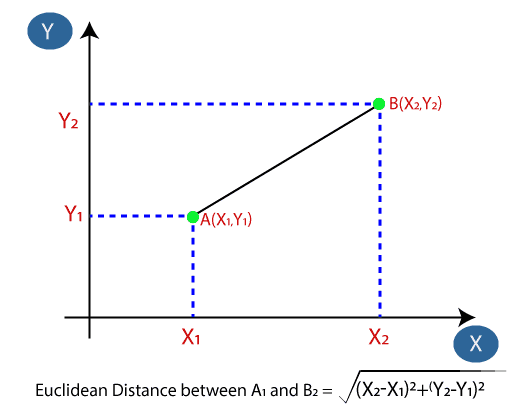 Y
Y₂
B(X₂,Y₂)
Y₁
A(X₁,Y₁)
X₁
X₂
X
Euclidean Distance between A₁ and B₂ = √(X₂-X₁)²+(Y₂-Y₁)²